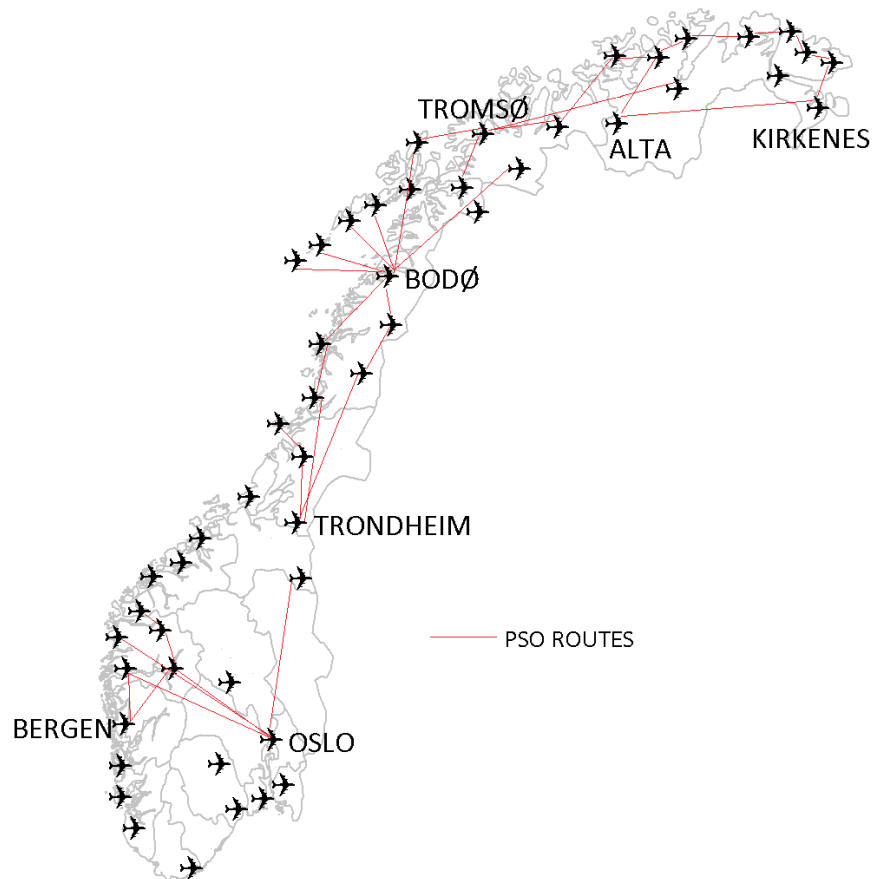 TROMSØ
ALTA
KIRKENES
BODØ
TRONDHEIM
PSO ROUTES
BERGEN
OSLO